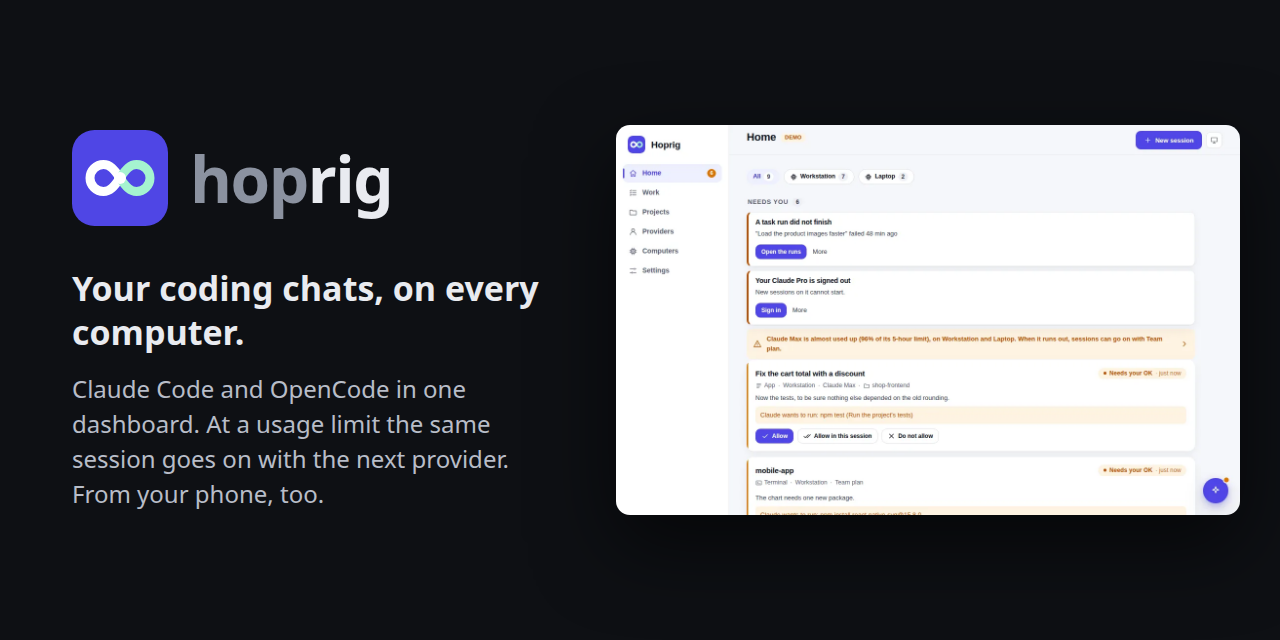 hoprig
Your coding chats, on every
computer.
Claude Code and OpenCode in one
dashboard. At a usage limit the same
session goes on with the next provider.
From your phone, too.
Hoprig
Home 6
Work
Projects
Providers
Computers
Settings
Home DEMO
New session
All 9 Workstation 7 Laptop 2
NEEDS YOU 6
A task run did not finish
"Load the product images faster" failed 48 min ago
Open the runs More
Your Claude Pro is signed out
New sessions on it cannot start.
Sign in More
Claude Max is almost used up (96% of its 5-hour limit), on Workstation and Laptop. When it runs out, sessions can go on with Team
plan.
Fix the cart total with a discount Needs your OK · just now
App · Workstation · Claude Max · shop-frontend
Now the tests, to be sure nothing else depended on the old rounding.
Claude wants to run: npm test (Run the project's tests)
Allow Allow in this session Do not allow
mobile-app Needs your OK · just now
Terminal · Workstation · Team plan
The chart needs one new package.